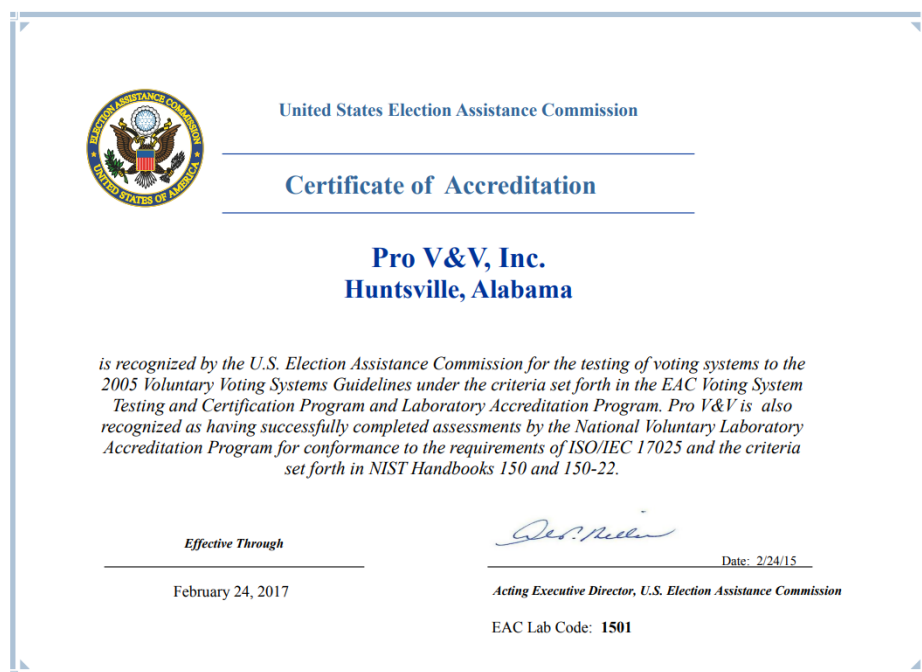 ELECTION ASSISTANCE COMMISSION
UNITED STATES OF AMERICA
United States Election Assistance Commission
Certificate of Accreditation
Pro V&V, Inc.
Huntsville, Alabama
is recognized by the U.S. Election Assistance Commission for the testing of voting systems to the
2005 Voluntary Voting Systems Guidelines under the criteria set forth in the EAC Voting System
Testing and Certification Program and Laboratory Accreditation Program. Pro V&V is also
recognized as having successfully completed assessments by the National Voluntary Laboratory
Accreditation Program for conformance to the requirements of ISO/IEC 17025 and the criteria
set forth in NIST Handbooks 150 and 150-22.
Effective Through
February 24, 2017
Date: 2/24/15
Acting Executive Director, U.S. Election Assistance Commission
EAC Lab Code: 1501